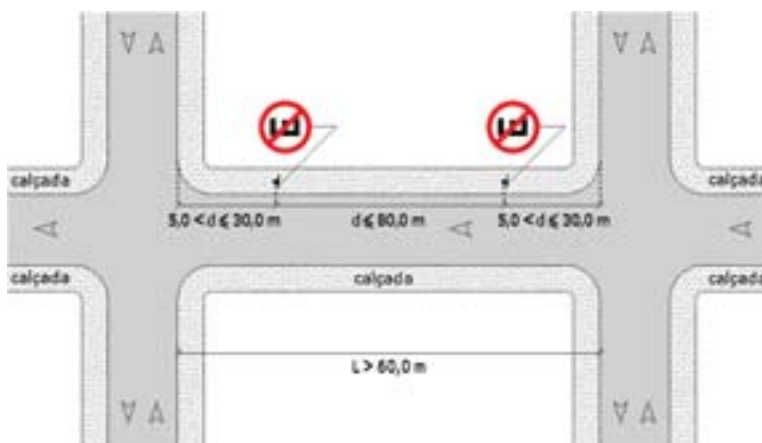 calçada
calçada
5,0 < d ≤ 30,0 m
d ≤ 80,0 m
5,0 < d ≤ 30,0 m
calçada
calçada
calçada
L > 60,0 m